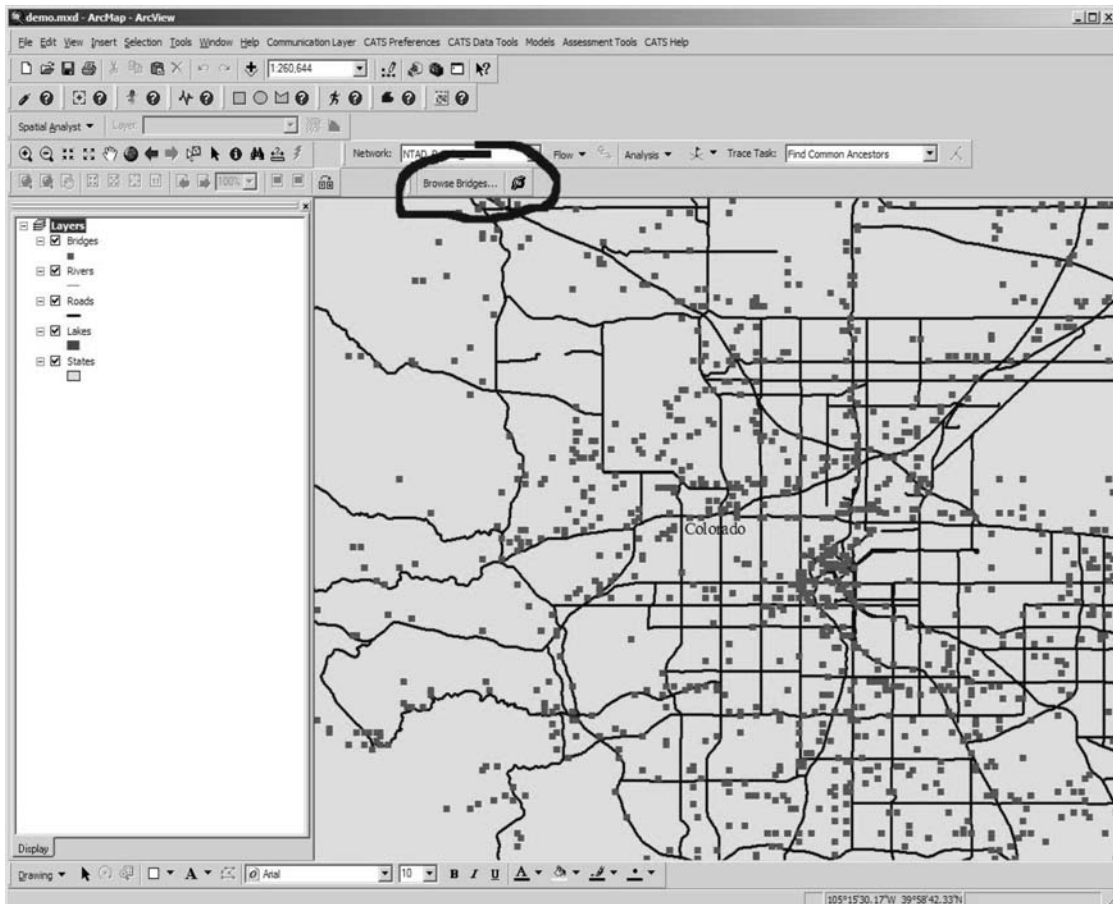 demo.mxd - ArcMap - ArcView
File Edit View Insert Selection Tools Window Help Communication Layer CATS Preferences CATS Data Tools Models Assessment Tools CATS Help
1:260,644
Spatial Analyst Layer:
Network: Flow Analysis Trace Task: Find Common Ancestors
100% Browse Bridges...
Layers
Bridges
Rivers
Roads
Lakes
States
Colorado
Display
Drawing A Arial 10 B I U A
105°15'30.17"W 39°58'42.33"N